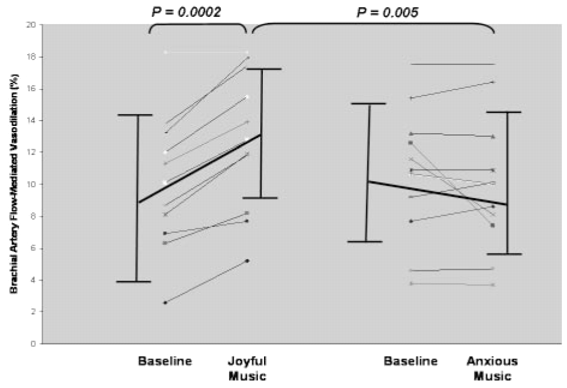 P = 0.0002
P = 0.005
Brachial Artery Flow-Mediated Vasodilation (%)
20
18
16
14
12
10
8
6
4
2
0
Baseline
Joyful
Music
Baseline
Anxious
Music